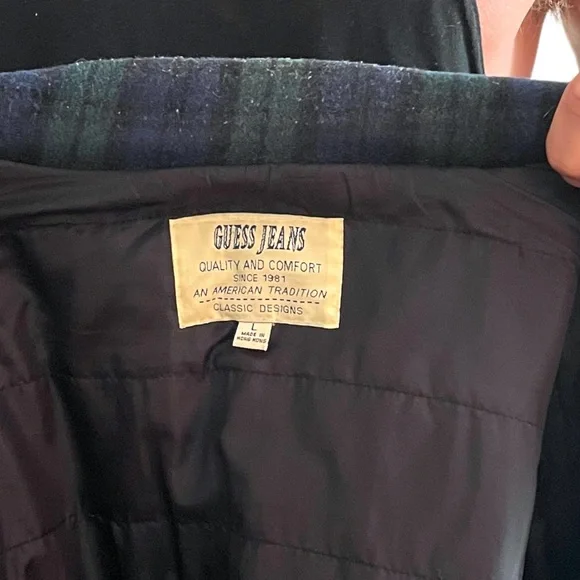 GUESS JEANS
QUALITY AND COMFORT
SINCE 1981
AN AMERICAN TRADITION
CLASSIC DESIGNS
L
MADE IN
HONG KONG